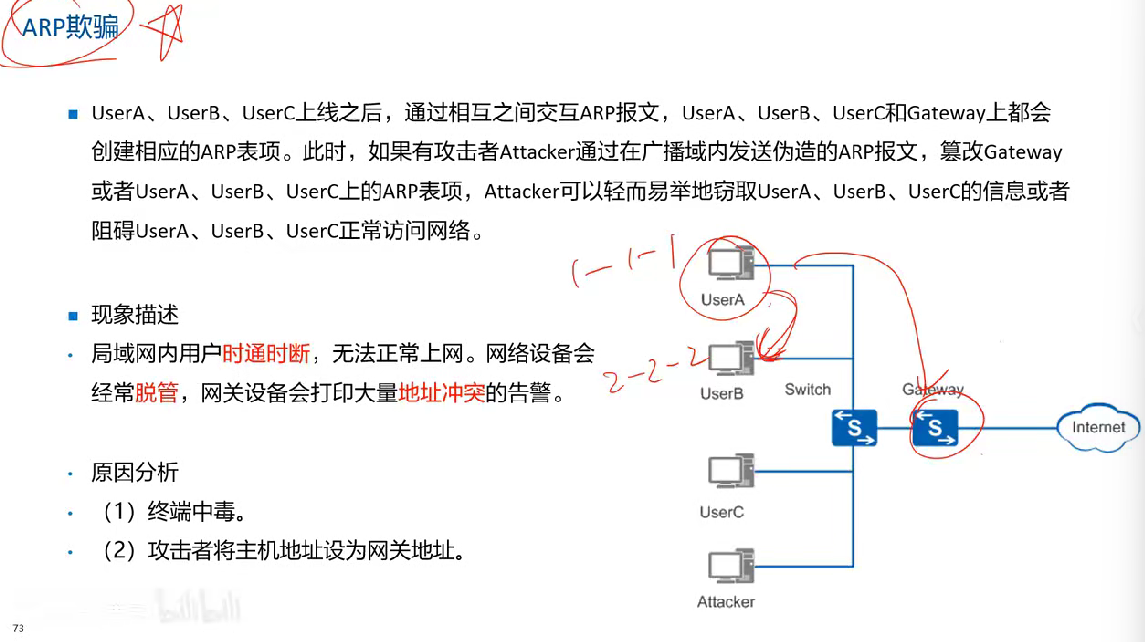 ARP欺骗
UserA、UserB、UserC上线之后，通过相互之间交互ARP报文，UserA、UserB、UserC和Gateway上都会
创建相应的ARP表项。此时，如果有攻击者Attacker通过在广播域内发送伪造的ARP报文，篡改Gateway
或者UserA、UserB、UserC上的ARP表项，Attacker可以轻而易举地窃取UserA、UserB、UserC的信息或者
阻碍UserA、UserB、UserC正常访问网络。
1-1-1
UserA
现象描述
局域网内用户时通时断，无法正常上网。网络设备会
经常脱管，网关设备会打印大量地址冲突的告警。
2-2-2
UserB
Switch
Gateway
S
S
Internet
原因分析
（1）终端中毒。
（2）攻击者将主机地址设为网关地址。
UserC
Attacker
bilibili
73